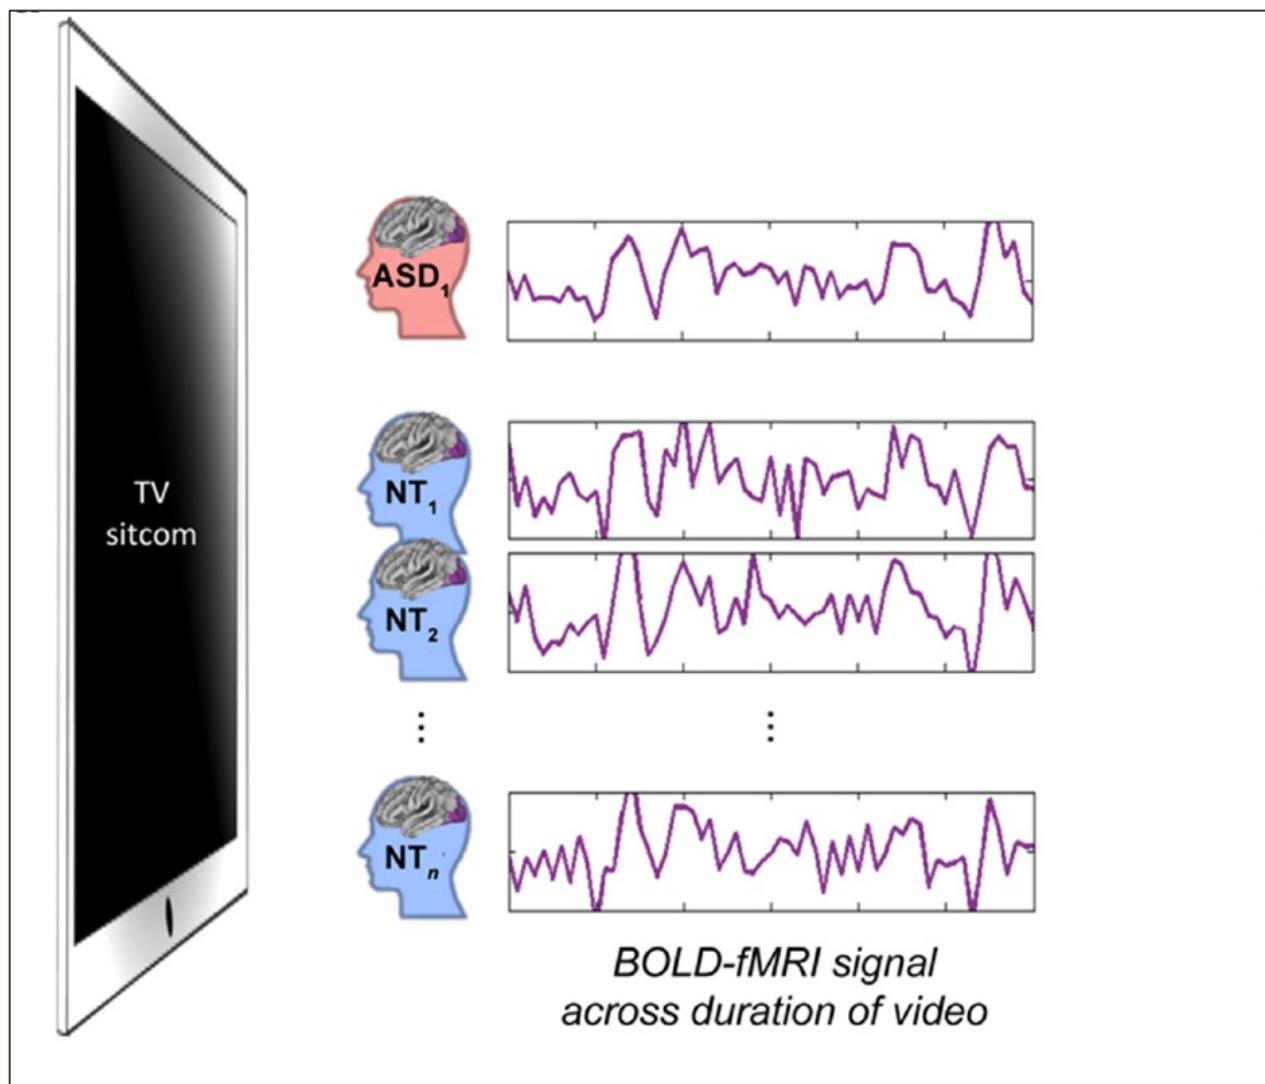 TV
sitcom
ASD1
NT1
NT2
⋮ ⋮
NTn
BOLD-fMRI signal
across duration of video